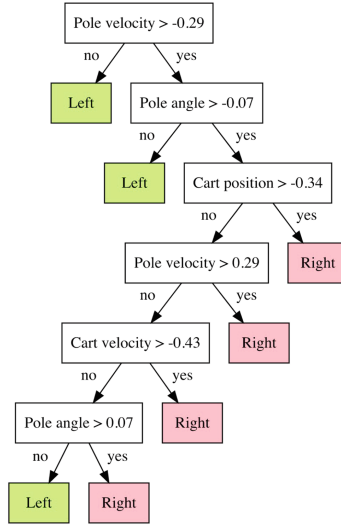 Pole velocity > -0.29
no
yes
Left
Pole angle > -0.07
no
yes
Left
Cart position > -0.34
no
yes
Pole velocity > 0.29
Right
no
yes
Cart velocity > -0.43
Right
no
yes
Pole angle > 0.07
Right
no
yes
Left
Right